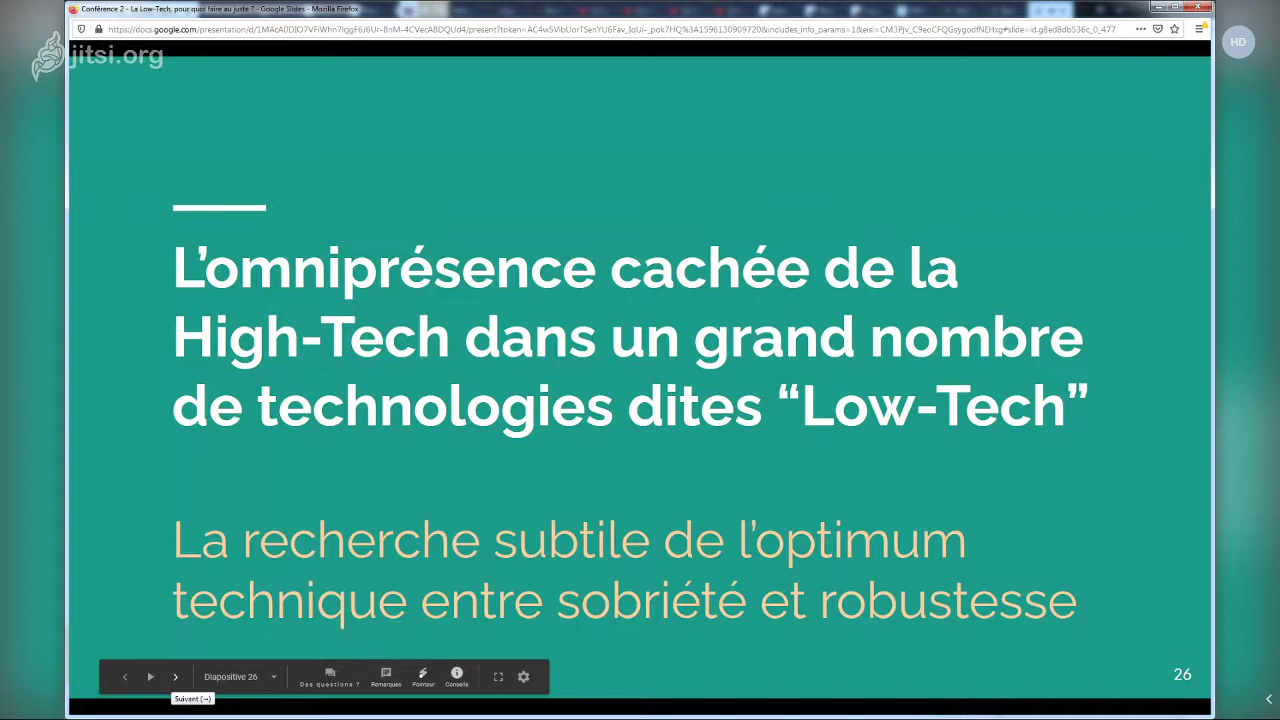 Conférence 2 - La Low-Tech, pour quoi faire au juste ? - Google Slides - Mozilla Firefox
HD
jitsi.org
L’omniprésence cachée de la
High-Tech dans un grand nombre
de technologies dites “Low-Tech”
La recherche subtile de l’optimum
technique entre sobriété et robustesse
Diapositive 26
Des questions ?
Remarques
Pointeur
Conseils
Suivant (→)
26